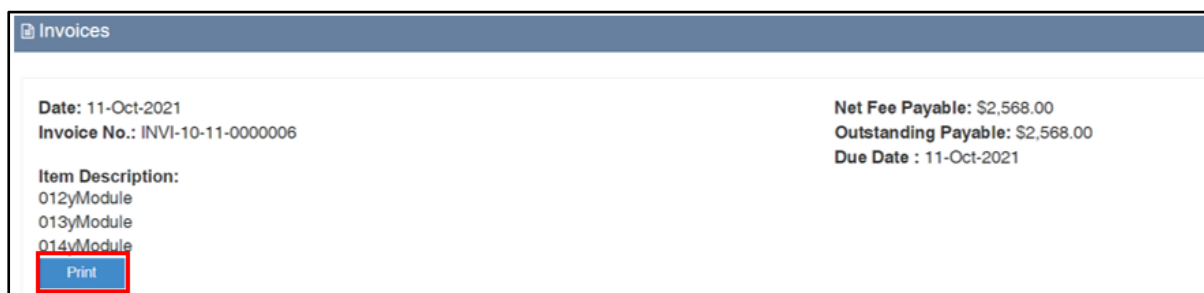 Invoices
Date: 11-Oct-2021
Invoice No.: INVI-10-11-0000006
Item Description:
012yModule
013yModule
014yModule
Print
Net Fee Payable: $2,568.00
Outstanding Payable: $2,568.00
Due Date : 11-Oct-2021